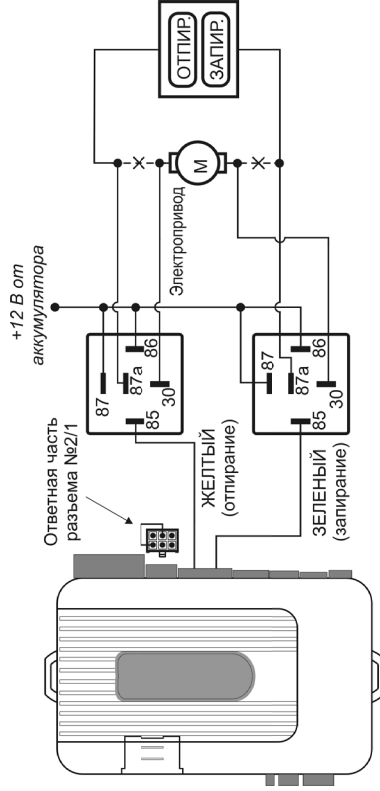 ОТПИР.
ЗАПИР.
М
Электропривод
+12 В от
аккумулятора
87
87а
86
85
30
87
87а
86
85
30
Ответная часть
разъема №2/1
ЖЕЛТЫЙ
(отпирание)
ЗЕЛЕНЫЙ
(запирание)